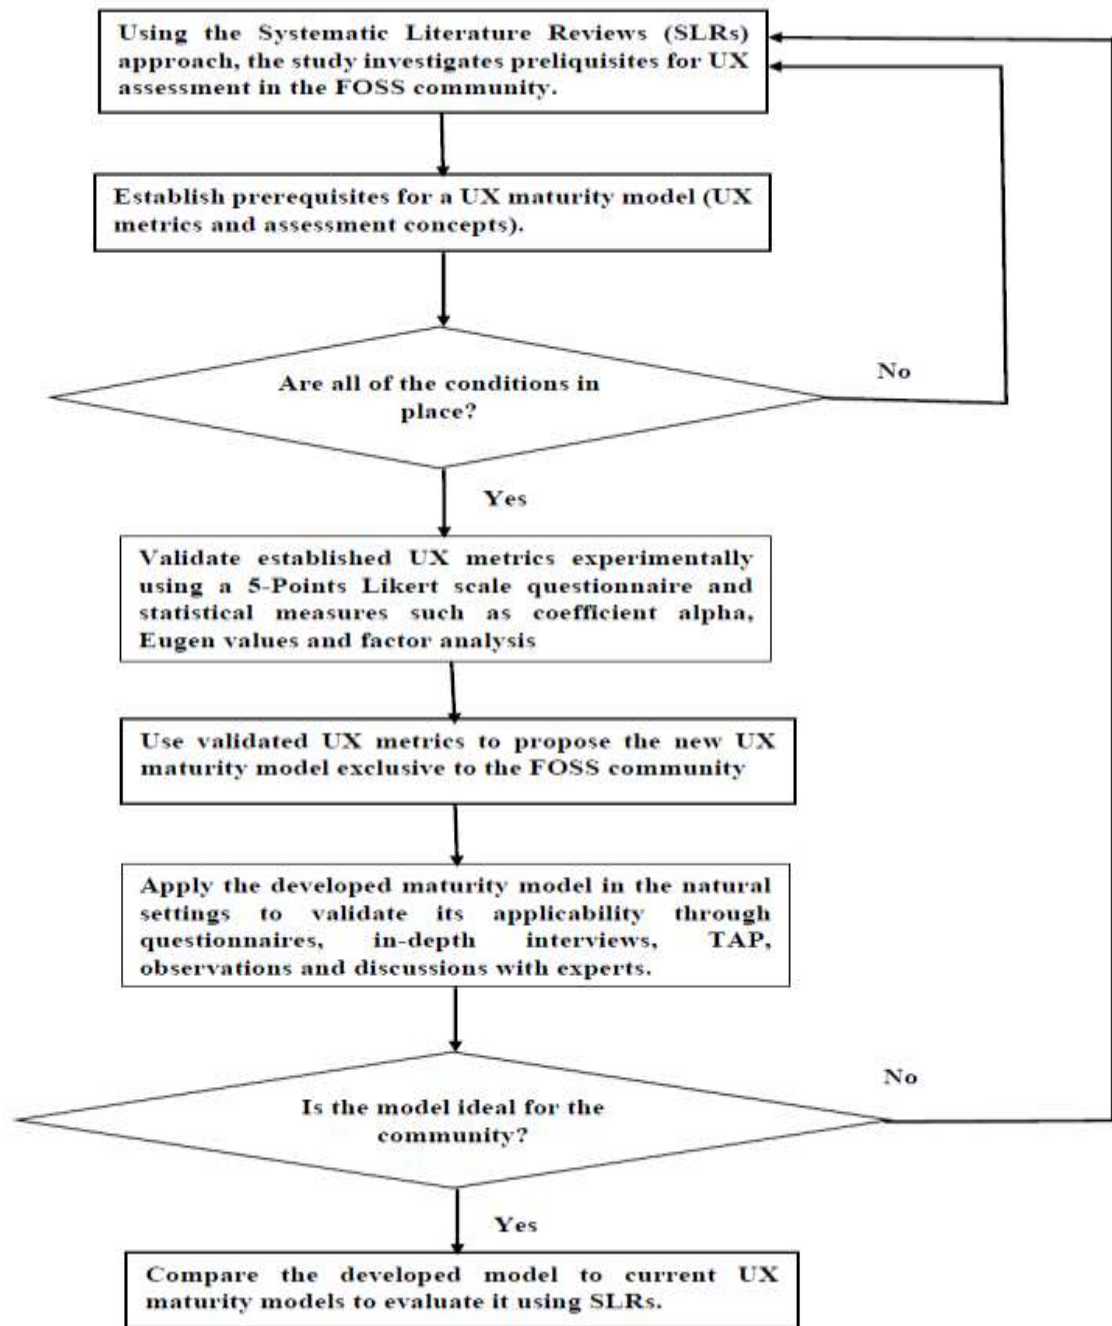 Using the Systematic Literature Reviews (SLRs)
approach, the study investigates preliquisites for UX
assessment in the FOSS community.
Establish prerequisites for a UX maturity model (UX
metrics and assessment concepts).
Are all of the conditions in
place?
No
Yes
Validate established UX metrics experimentally
using a 5-Points Likert scale questionnaire and
statistical measures such as coefficient alpha,
Eugen values and factor analysis
Use validated UX metrics to propose the new UX
maturity model exclusive to the FOSS community
Apply the developed maturity model in the natural
settings to validate its applicability through
questionnaires, in-depth interviews, TAP,
observations and discussions with experts.
Is the model ideal for the
community?
No
Yes
Compare the developed model to current UX
maturity models to evaluate it using SLRs.